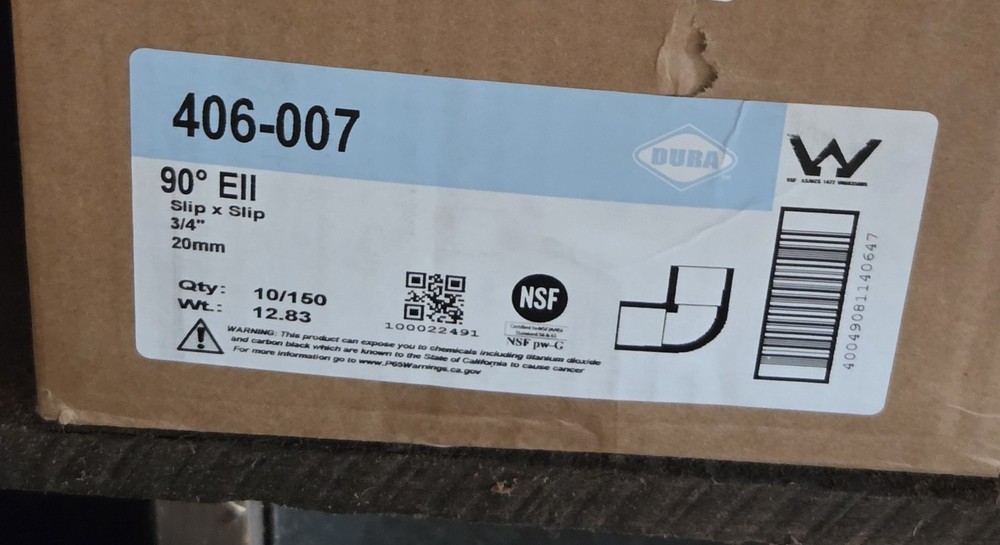 406-007
DURA
90° Ell
Slip x Slip
3/4"
20mm
Qty: 10/150
Wt.: 12.83
100022491
NSF
NSF pw-G
WARNING: This product can expose you to chemicals including titanium dioxide
and carbon black which are known to the State of California to cause cancer
For more information go to www.P65Warnings.ca.gov
40049081140647